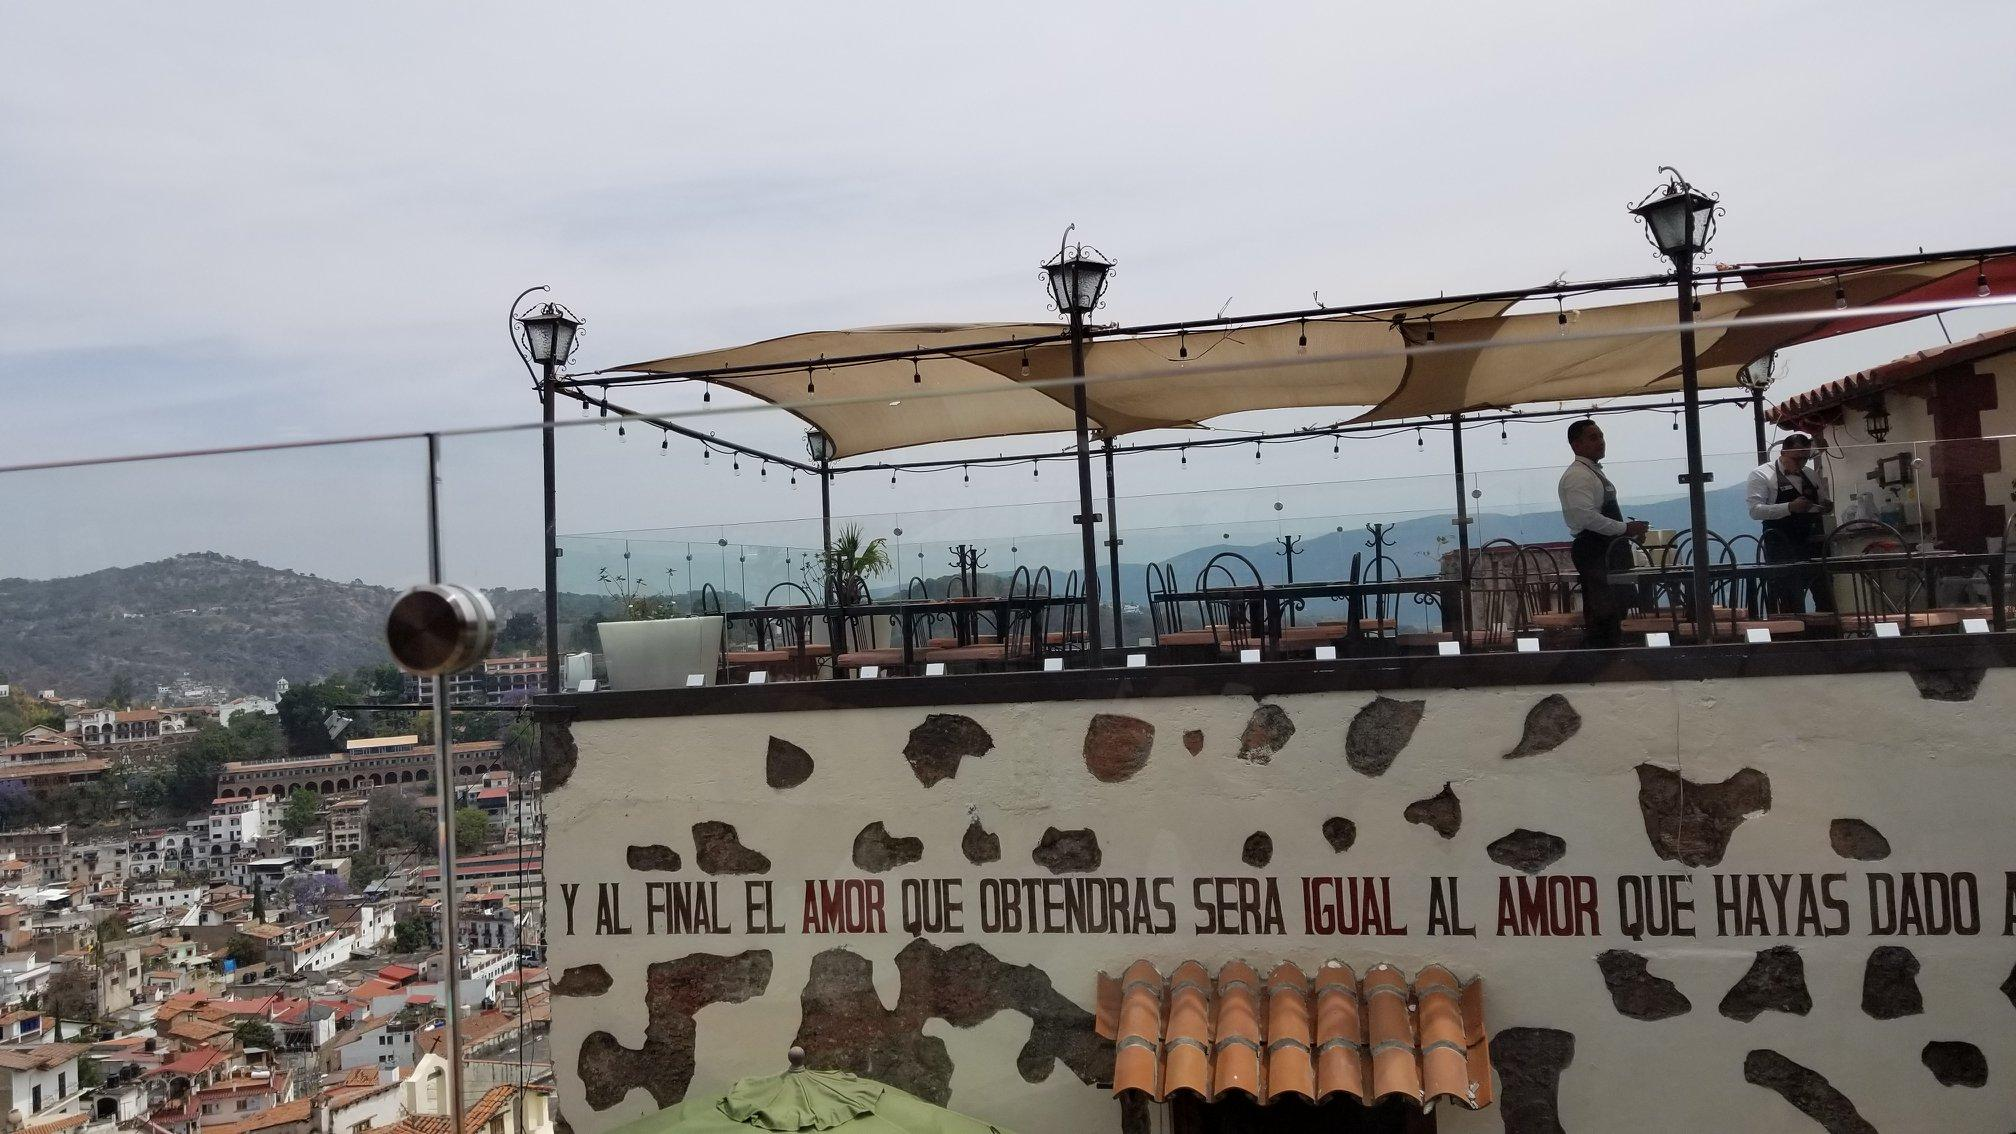 Y AL FINAL EL AMOR QUE OBTENDRAS SERA IGUAL AL AMOR QUE HAYAS DADO